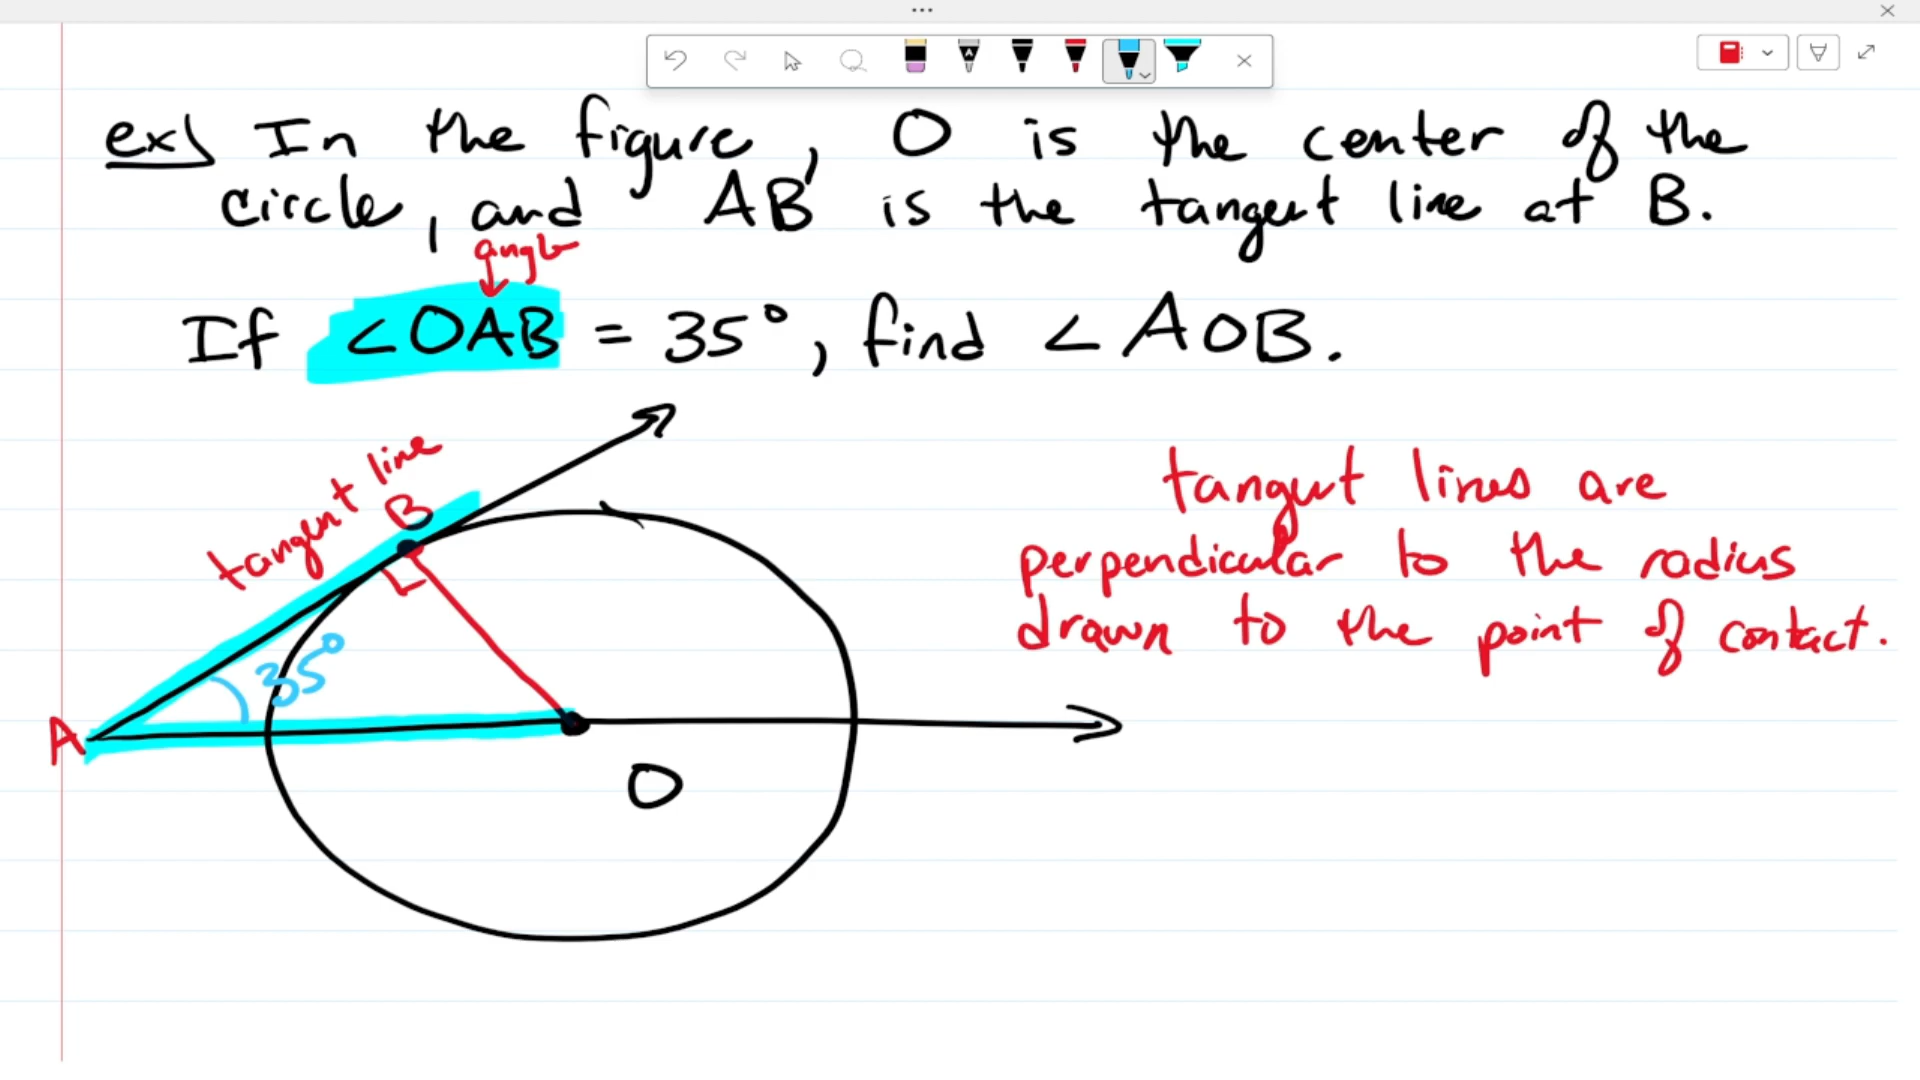 ex) In the figure, O is the center of the
circle, and AB is the tangent line at B.
angle
If ∠OAB = 35°, find ∠AOB.
tangent line
B
tangent lines are
perpendicular to the radius
drawn to the point of contact.
35°
A
O